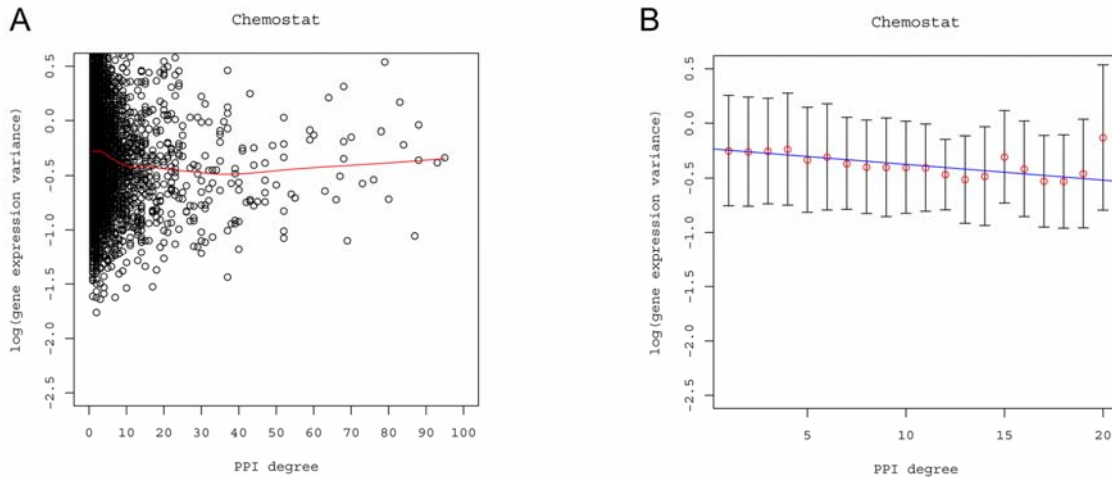 A
Chemostat
log(gene expression variance)
0.5
0.0
-0.5
-1.0
-1.5
-2.0
-2.5
0 10 20 30 40 50 60 70 80 90 100
PPI degree
B
Chemostat
log(gene expression variance)
0.5
0.0
-0.5
-1.0
-1.5
-2.0
-2.5
5 10 15 20
PPI degree